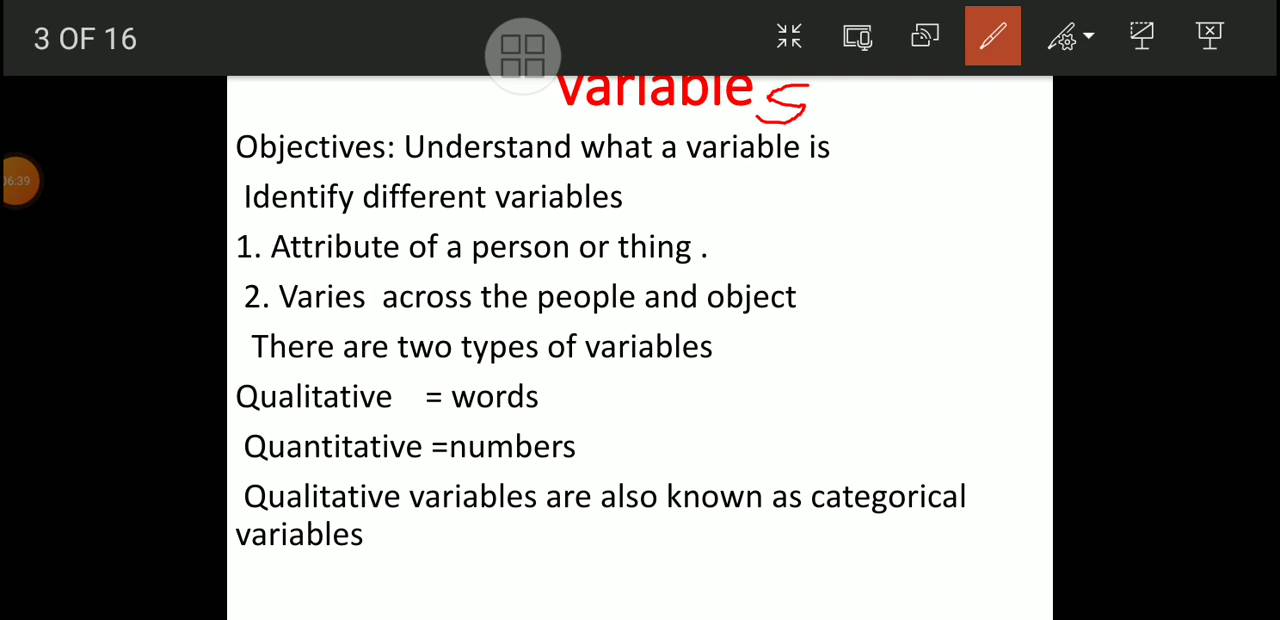 3 OF 16
variable s
Objectives: Understand what a variable is
Identify different variables
1. Attribute of a person or thing .
2. Varies across the people and object
There are two types of variables
Qualitative = words
Quantitative =numbers
Qualitative variables are also known as categorical
variables
06:39